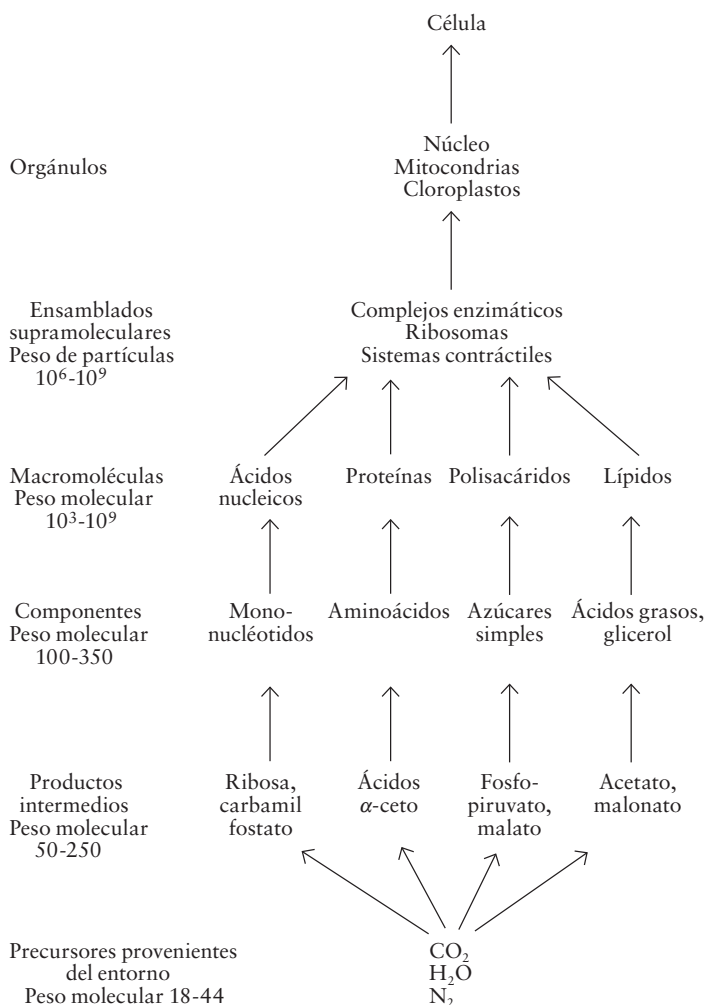 Célula
Orgánulos
Núcleo
Mitocondrias
Cloroplastos
Ensamblados
supramoleculares
Peso de partículas
10⁶-10⁹
Complejos enzimáticos
Ribosomas
Sistemas contráctiles
Macromoléculas
Peso molecular
10³-10⁹
Ácidos
nucleicos
Proteínas
Polisacáridos
Lípidos
Componentes
Peso molecular
100-350
Mono-
nucléotidos
Aminoácidos
Azúcares
simples
Ácidos grasos,
glicerol
Productos
intermedios
Peso molecular
50-250
Ribosa,
carbamil
fostato
Ácidos
α-ceto
Fosfo-
piruvato,
malato
Acetato,
malonato
Precursores provenientes
del entorno
Peso molecular 18-44
CO₂
H₂O
N₂